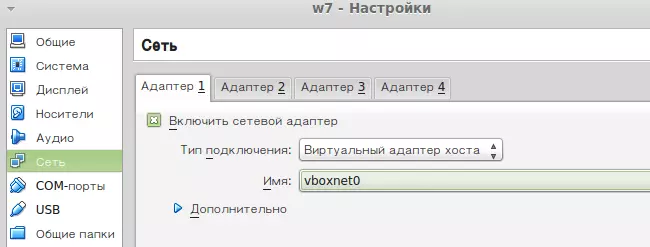 w7 - Настройки
Общие
Система
Дисплей
Носители
Аудио
Сеть
COM-порты
USB
Общие папки
Сеть
Адаптер 1 Адаптер 2 Адаптер 3 Адаптер 4
Включить сетевой адаптер
Тип подключения: Виртуальный адаптер хоста
Имя: vboxnet0
Дополнительно